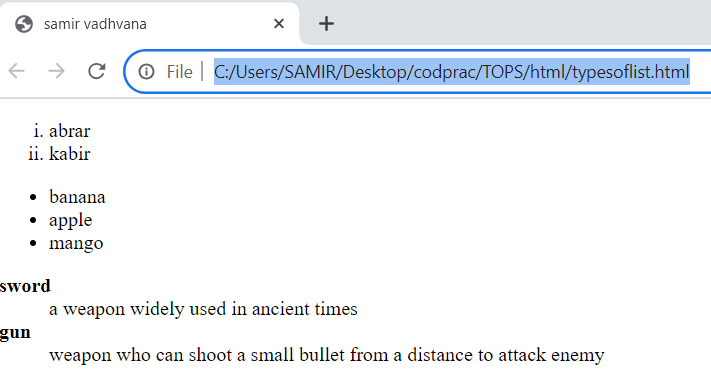 samir vadhvana
File C:/Users/SAMIR/Desktop/codprac/TOPS/html/typesoflist.html
i. abrar
ii. kabir
• banana
• apple
• mango
sword
a weapon widely used in ancient times
gun
weapon who can shoot a small bullet from a distance to attack enemy